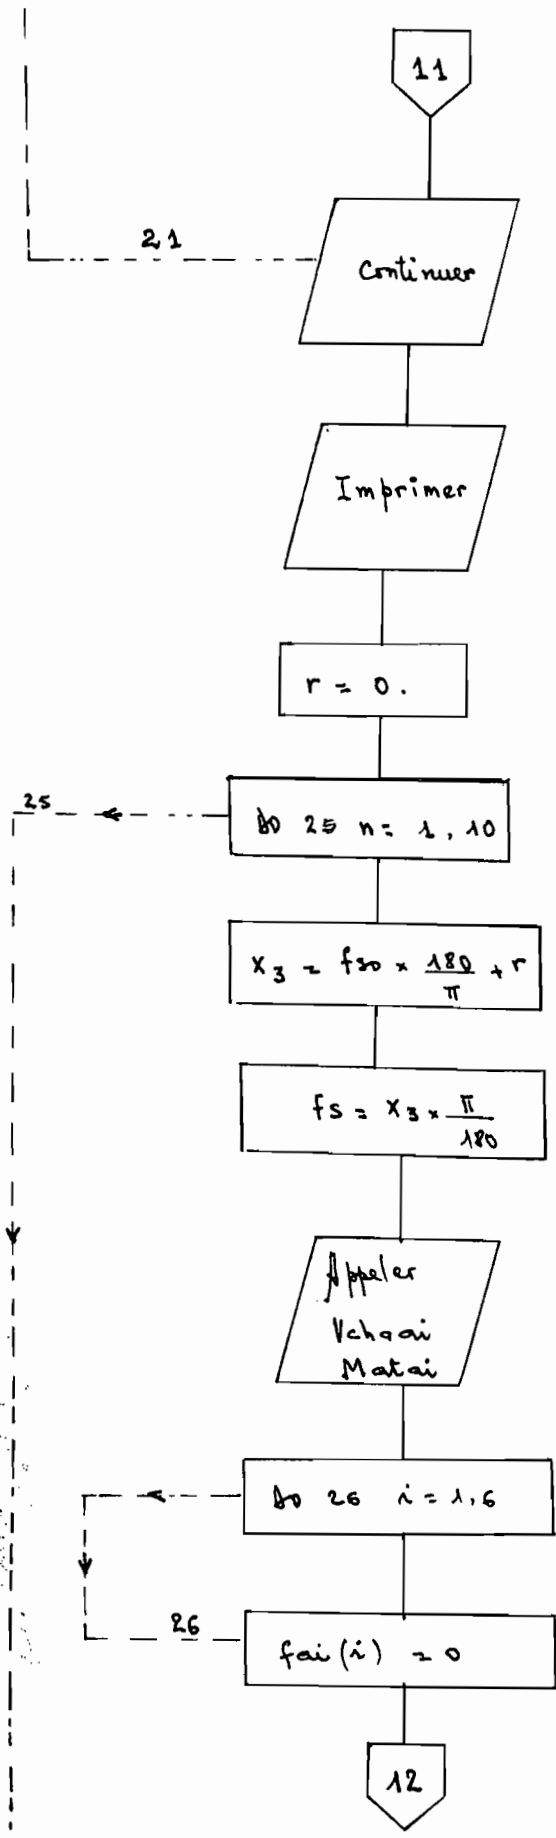 11
21
Continuer
Imprimer
r = 0.
25
do 25 n = 1, 10
x3 = fso × 180/π + r
fs = x3 × π/180
Appeler
Vchaai
Matai
do 26 i = 1, 6
26
fai(i) = 0
12